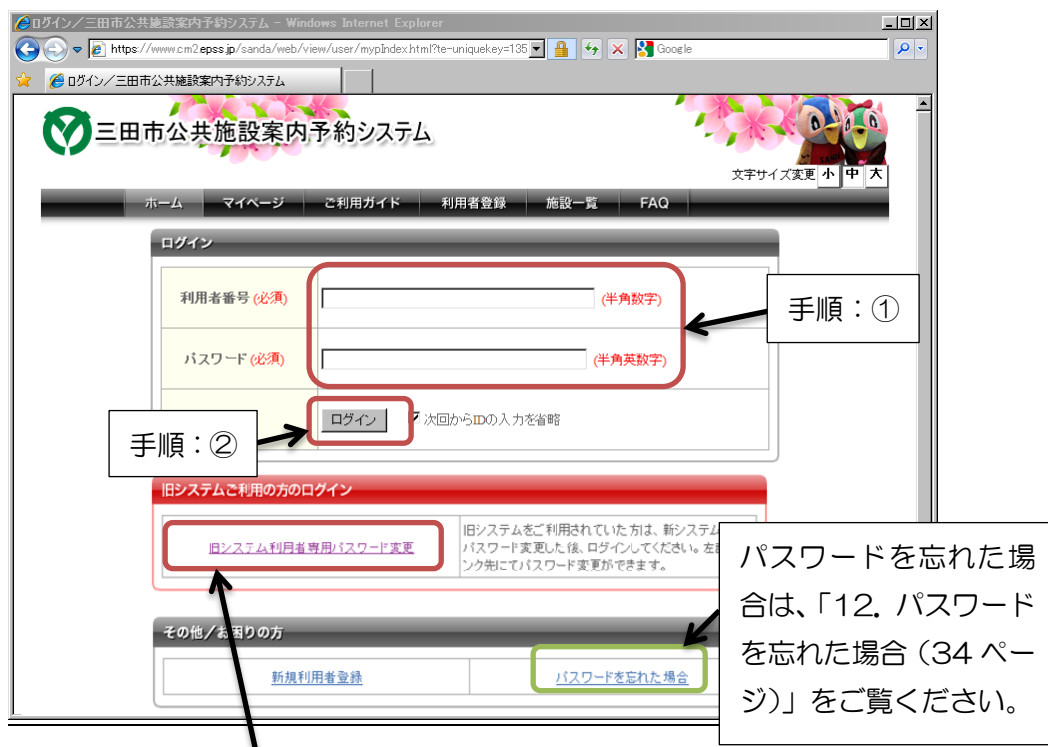 ログイン／三田市公共施設案内予約システム - Windows Internet Explorer
https://www.cm2.epss.jp/sanda/web/view/user/mypIndex.html?te-uniquekey=135
Google
ログイン／三田市公共施設案内予約システム
三田市公共施設案内予約システム
文字サイズ変更 小 中 大
ホーム マイページ ご利用ガイド 利用者登録 施設一覧 FAQ
ログイン
利用者番号 (必須) (半角数字)
手順：①
パスワード (必須) (半角英数字)
ログイン 次回からIDの入力を省略
手順：②
旧システムご利用の方のログイン
旧システム利用者専用パスワード変更
旧システムをご利用されていた方は、新システム
パスワード変更した後、ログインしてください。左
ンク先にてパスワード変更ができます。
パスワードを忘れた場
合は、「12. パスワード
を忘れた場合（34 ペー
ジ）」をご覧ください。
その他／お困りの方
新規利用者登録 パスワードを忘れた場合